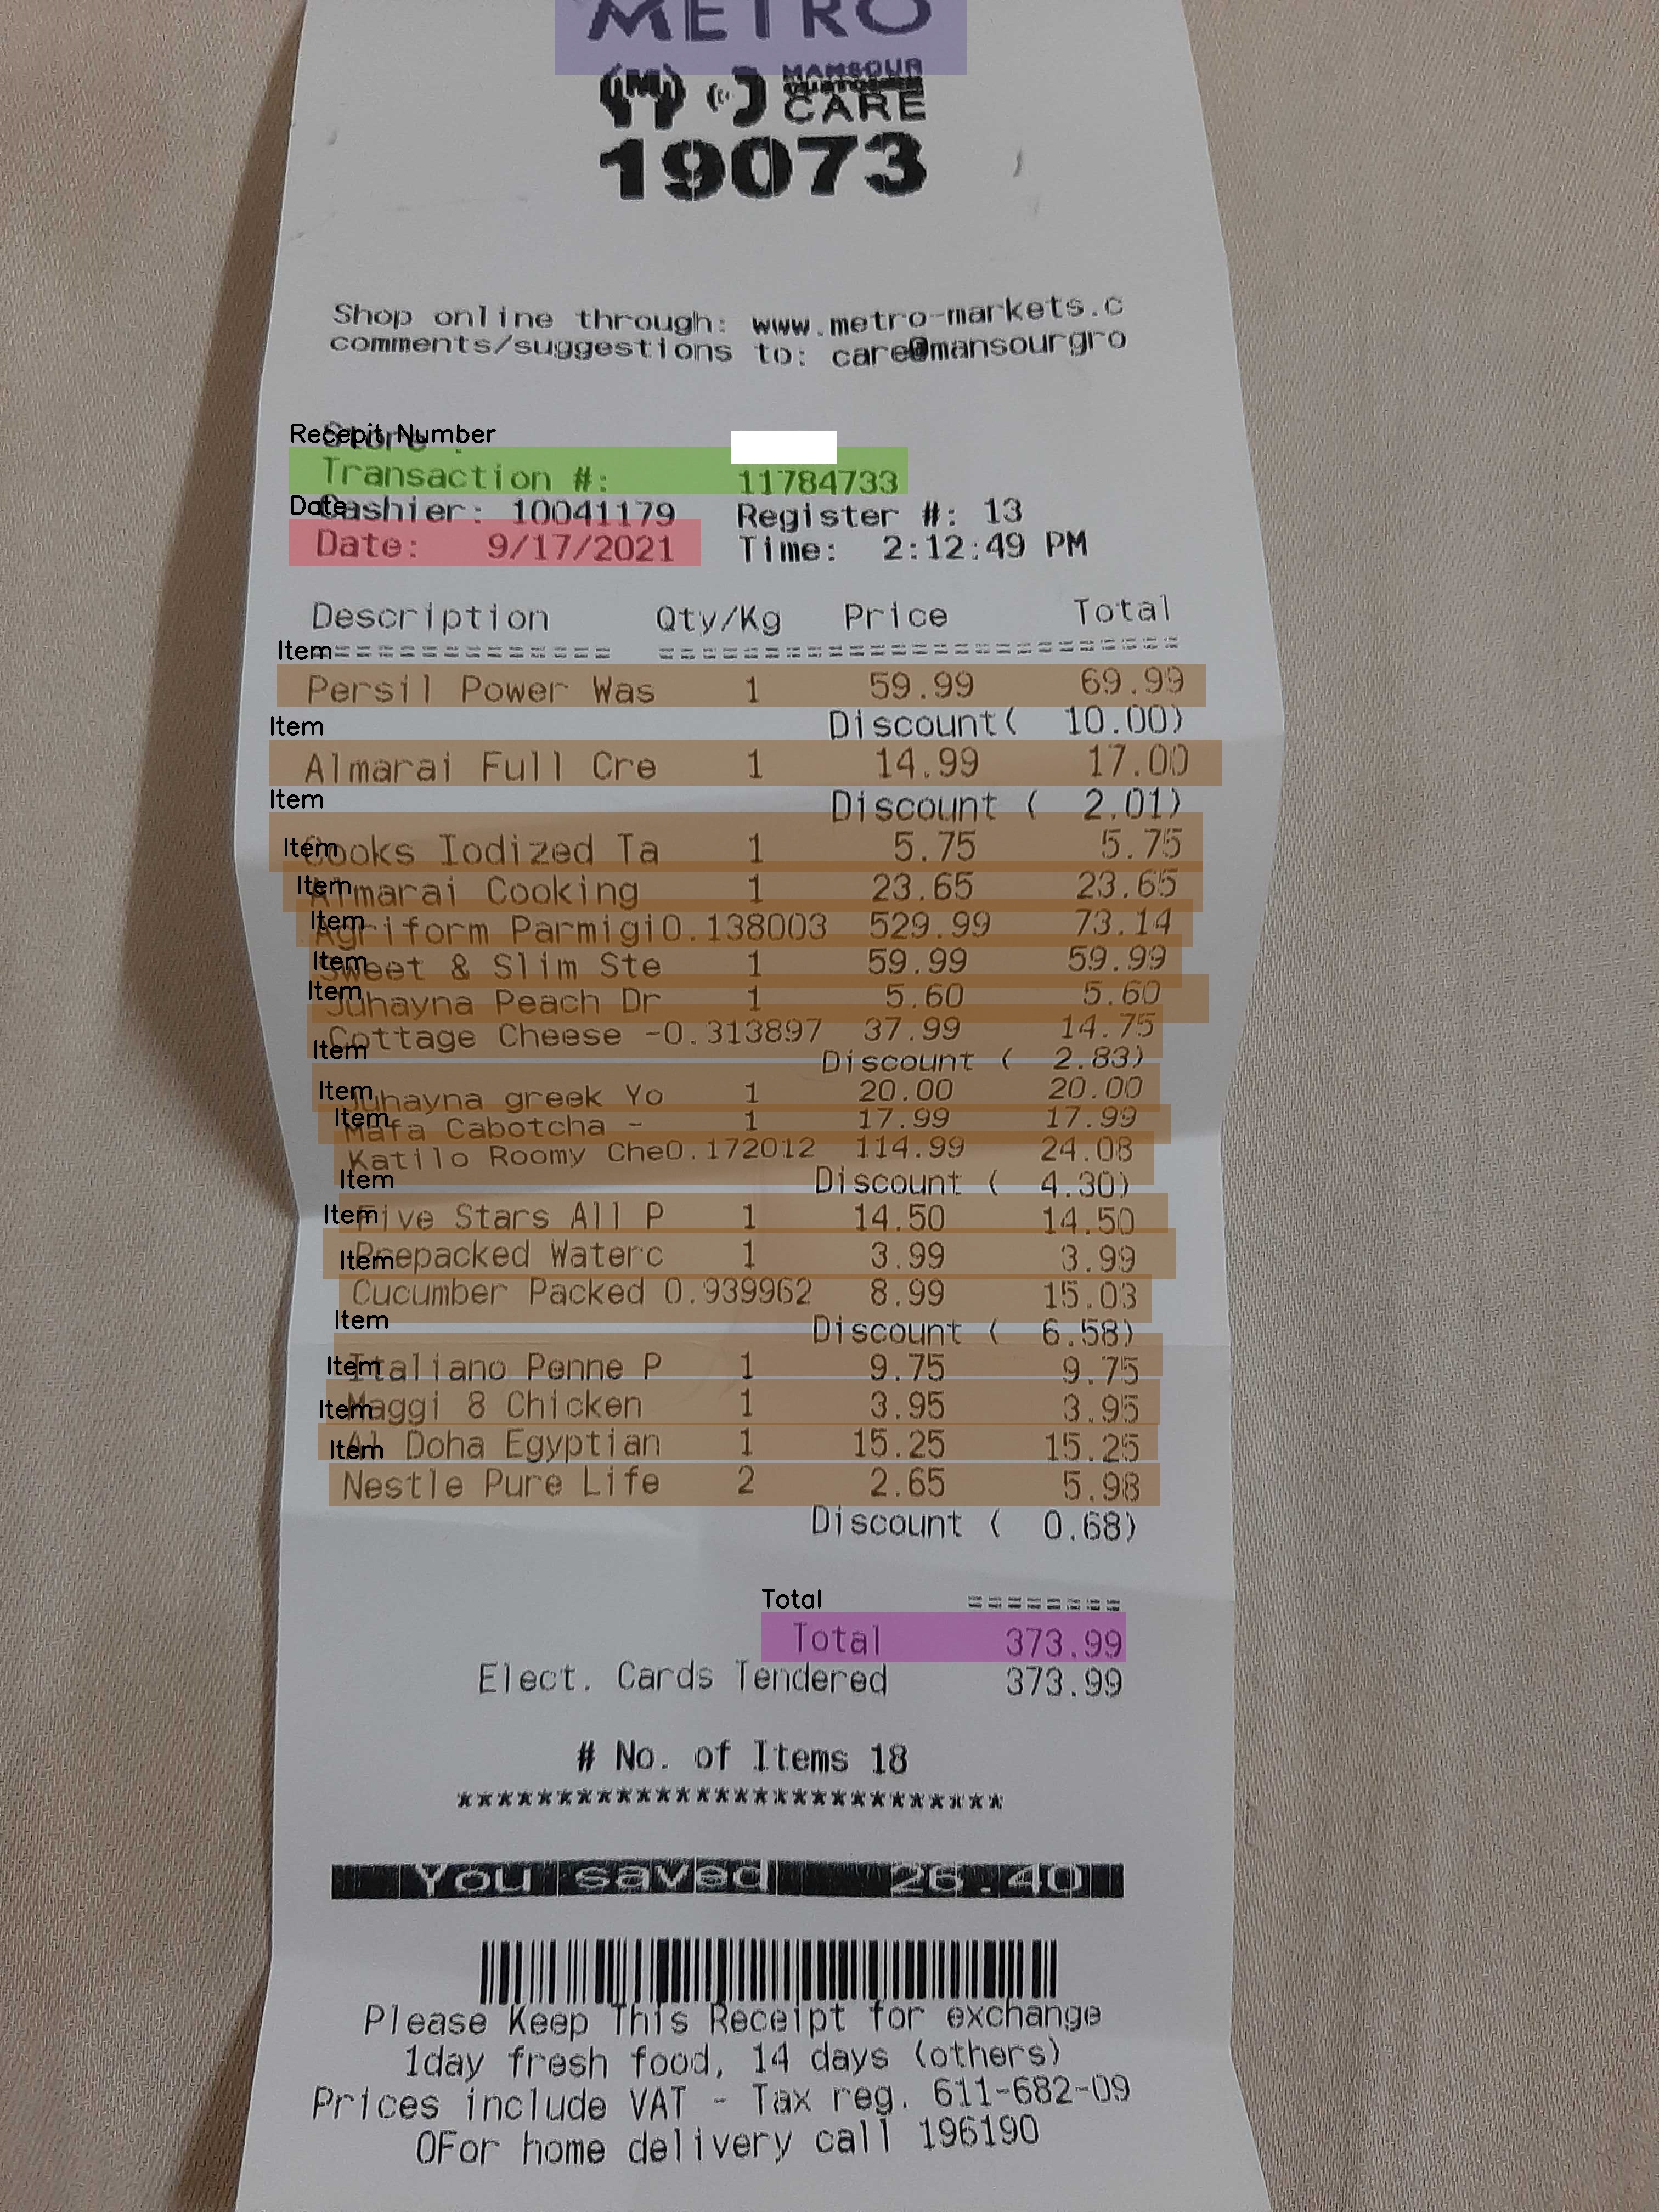 METRO
MANSOUR
CUSTOMER
CARE
19073
Shop online through: www.metro-markets.c
comments/suggestions to: care@mansourgro
Receipit Number
Store :
Transaction #: 11784733
Date
Cashier: 10041179 Register #: 13
Date: 9/17/2021 Time: 2:12:49 PM
Description Qty/Kg Price Total
Item
Persil Power Was 1 59.99 69.99
Discount( 10.00)
Item
Almarai Full Cre 1 14.99 17.00
Item
Discount ( 2.01)
Item
Cooks Iodized Ta 1 5.75 5.75
Item
Almarai Cooking 1 23.65 23.65
Item
Agriform Parmigi0.138003 529.99 73.14
Item
Sweet & Slim Ste 1 59.99 59.99
Item
Juhayna Peach Dr 1 5.60 5.60
Cottage Cheese -0.313897 37.99 14.75
Item
Discount ( 2.83)
Item
Juhayna greek Yo 1 20.00 20.00
Item
Mafa Cabotcha - 1 17.99 17.99
Katilo Roomy Che0.172012 114.99 24.08
Item
Discount ( 4.30)
Item
Five Stars All P 1 14.50 14.50
Item
Prepacked Waterc 1 3.99 3.99
Cucumber Packed 0.939962 8.99 15.03
Item
Discount ( 6.58)
Item
Italiano Penne P 1 9.75 9.75
Item
Maggi 8 Chicken 1 3.95 3.95
Item
Al Doha Egyptian 1 15.25 15.25
Nestle Pure Life 2 2.65 5.98
Discount ( 0.68)
Total
Total 373.99
Elect. Cards Tendered 373.99
# No. of Items 18
**************************** 
You saved 26.40
Please Keep This Receipt for exchange
1day fresh food, 14 days (others)
Prices include VAT - Tax reg. 611-682-09
0For home delivery call 196190